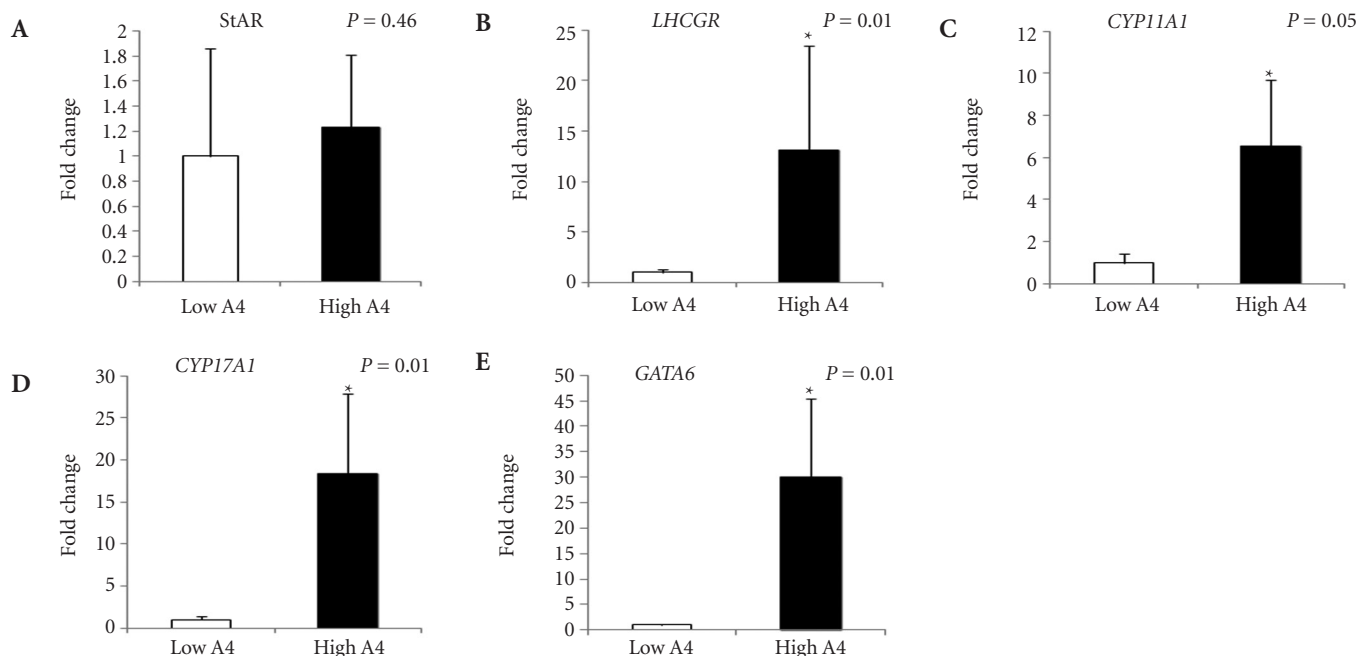 A
StAR
P = 0.46
Fold change
2
1.8
1.6
1.4
1.2
1
0.8
0.6
0.4
0.2
0
Low A4
High A4
B
LHCGR
P = 0.01
Fold change
25
20
15
10
5
0
*
Low A4
High A4
C
CYP11A1
P = 0.05
Fold change
12
10
8
6
4
2
0
*
Low A4
High A4
D
CYP17A1
P = 0.01
Fold change
30
25
20
15
10
5
0
*
Low A4
High A4
E
GATA6
P = 0.01
Fold change
50
45
40
35
30
25
20
15
10
5
0
*
Low A4
High A4